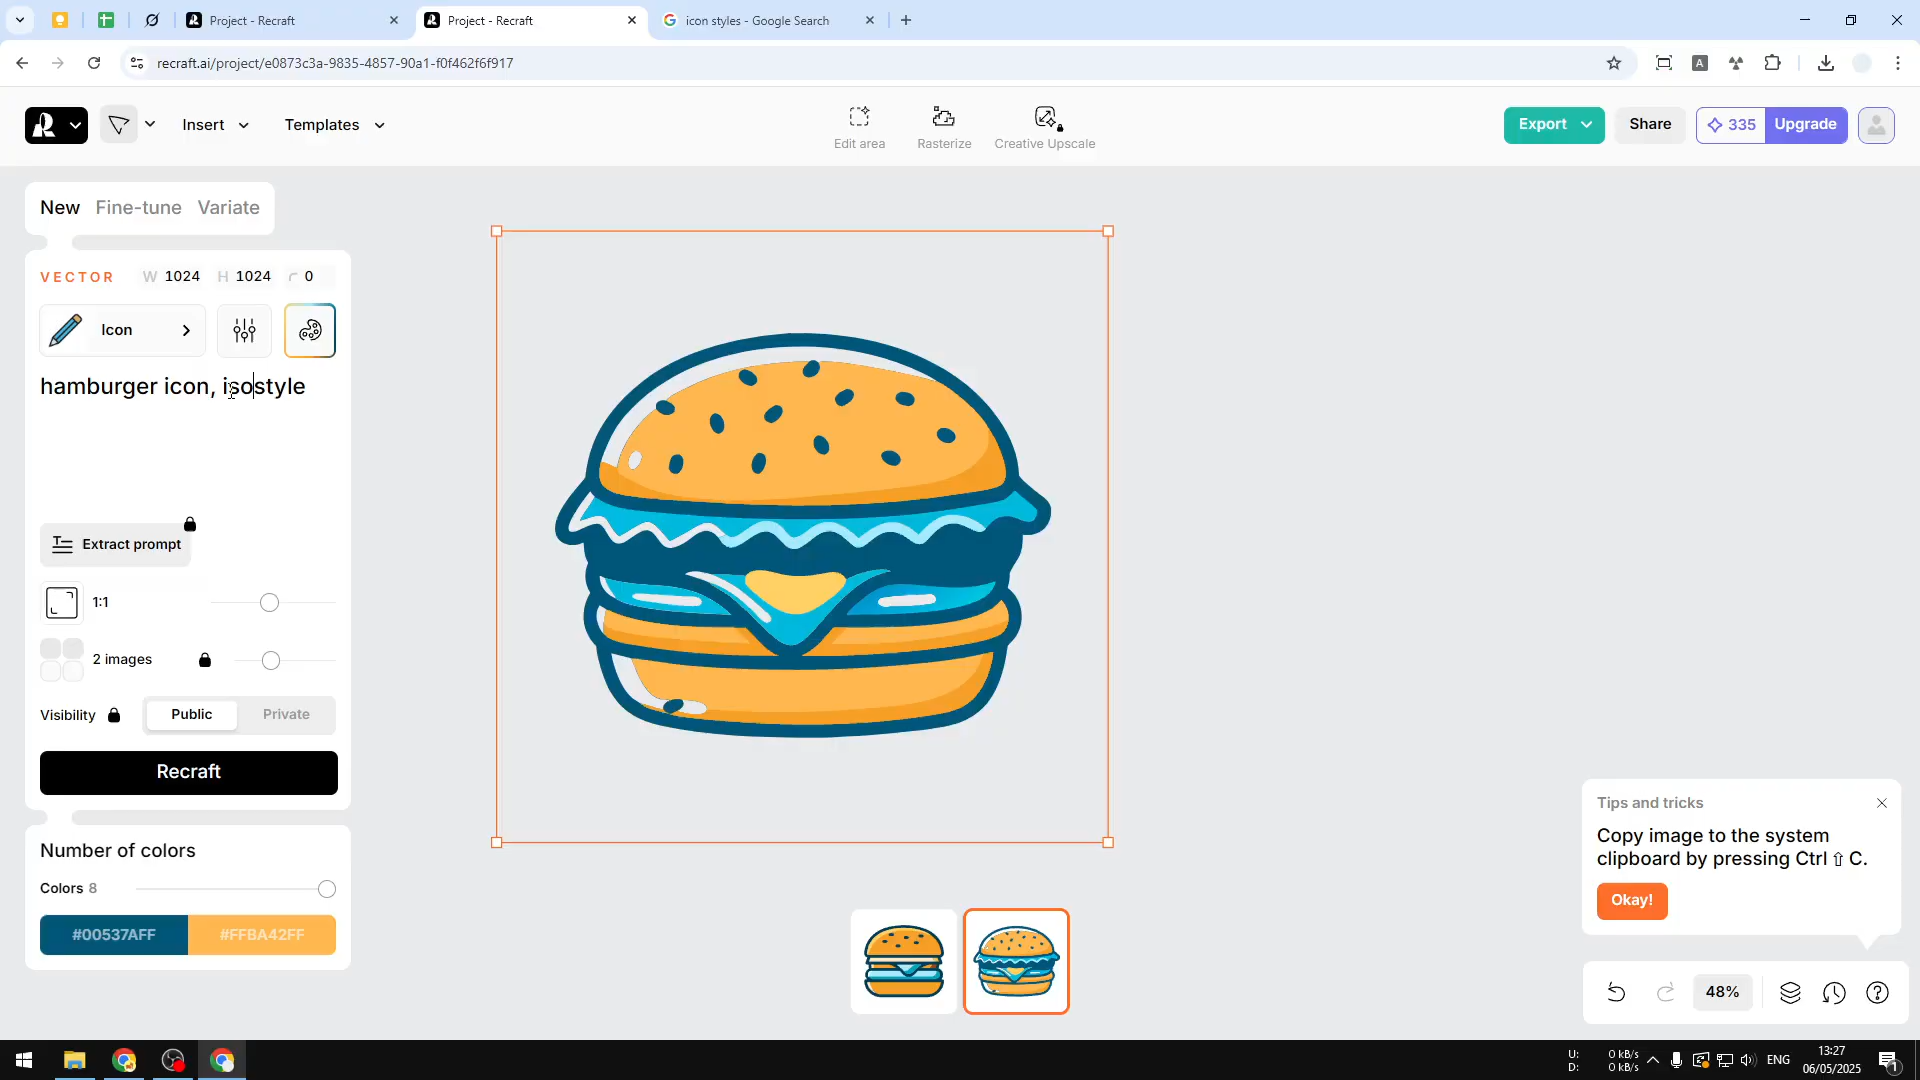 Project - Recraft
Project - Recraft
icon styles - Google Search
recraft.ai/project/e0873c3a-9835-4857-90a1-f0f462f6f917
A
Insert
Templates
Edit area
Rasterize
Creative Upscale
Export
Share
335
Upgrade
New
Fine-tune
Variate
VECTOR
W 1024
H 1024
0
Icon
hamburger icon, isostyle
Extract prompt
1:1
2 images
Visibility
Public
Private
Recraft
Number of colors
Colors 8
#00537AFF
#FFBA42FF
Tips and tricks
Copy image to the system
clipboard by pressing Ctrl ⇧ C.
Okay!
48%
U: 0 kB/s
D: 0 kB/s
ENG
13:27
06/05/2025
1